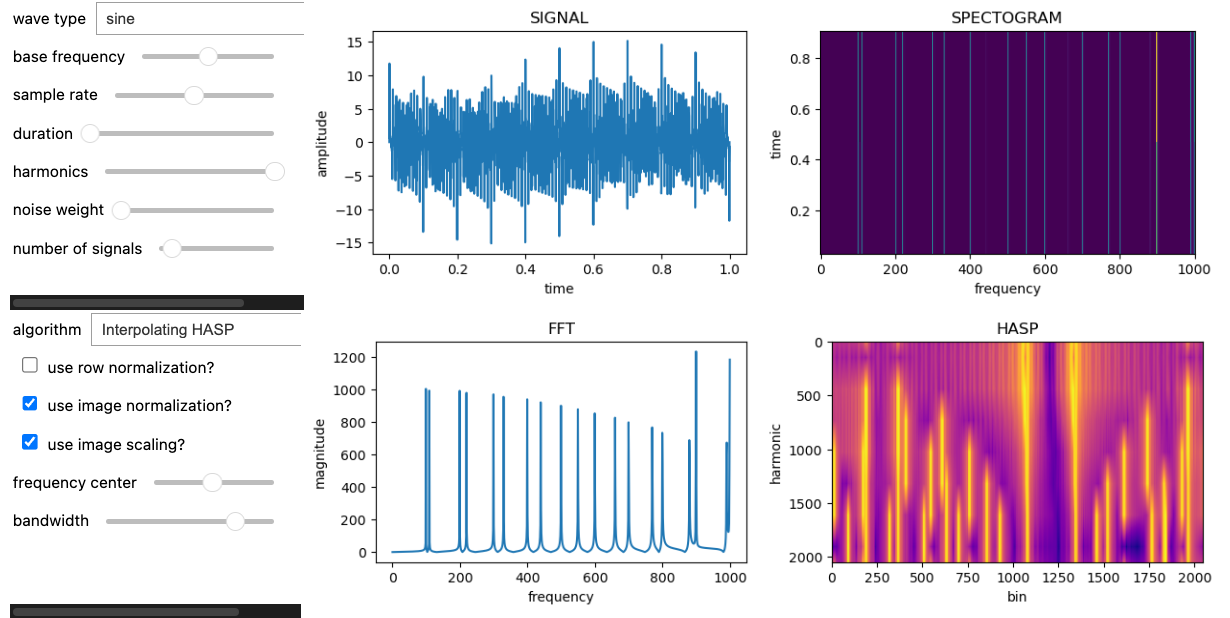 wave type sine
base frequency
sample rate
duration
harmonics
noise weight
number of signals
SIGNAL
15
10
5
0
−5
−10
−15
amplitude
0.0 0.2 0.4 0.6 0.8 1.0
time
SPECTOGRAM
0.8
0.6
0.4
0.2
time
0 200 400 600 800 1000
frequency
algorithm Interpolating HASP
use row normalization?
use image normalization?
use image scaling?
frequency center
bandwidth
FFT
1200
1000
800
600
400
200
0
magnitude
0 200 400 600 800 1000
frequency
HASP
0
500
1000
1500
2000
harmonic
0 250 500 750 1000 1250 1500 1750 2000
bin